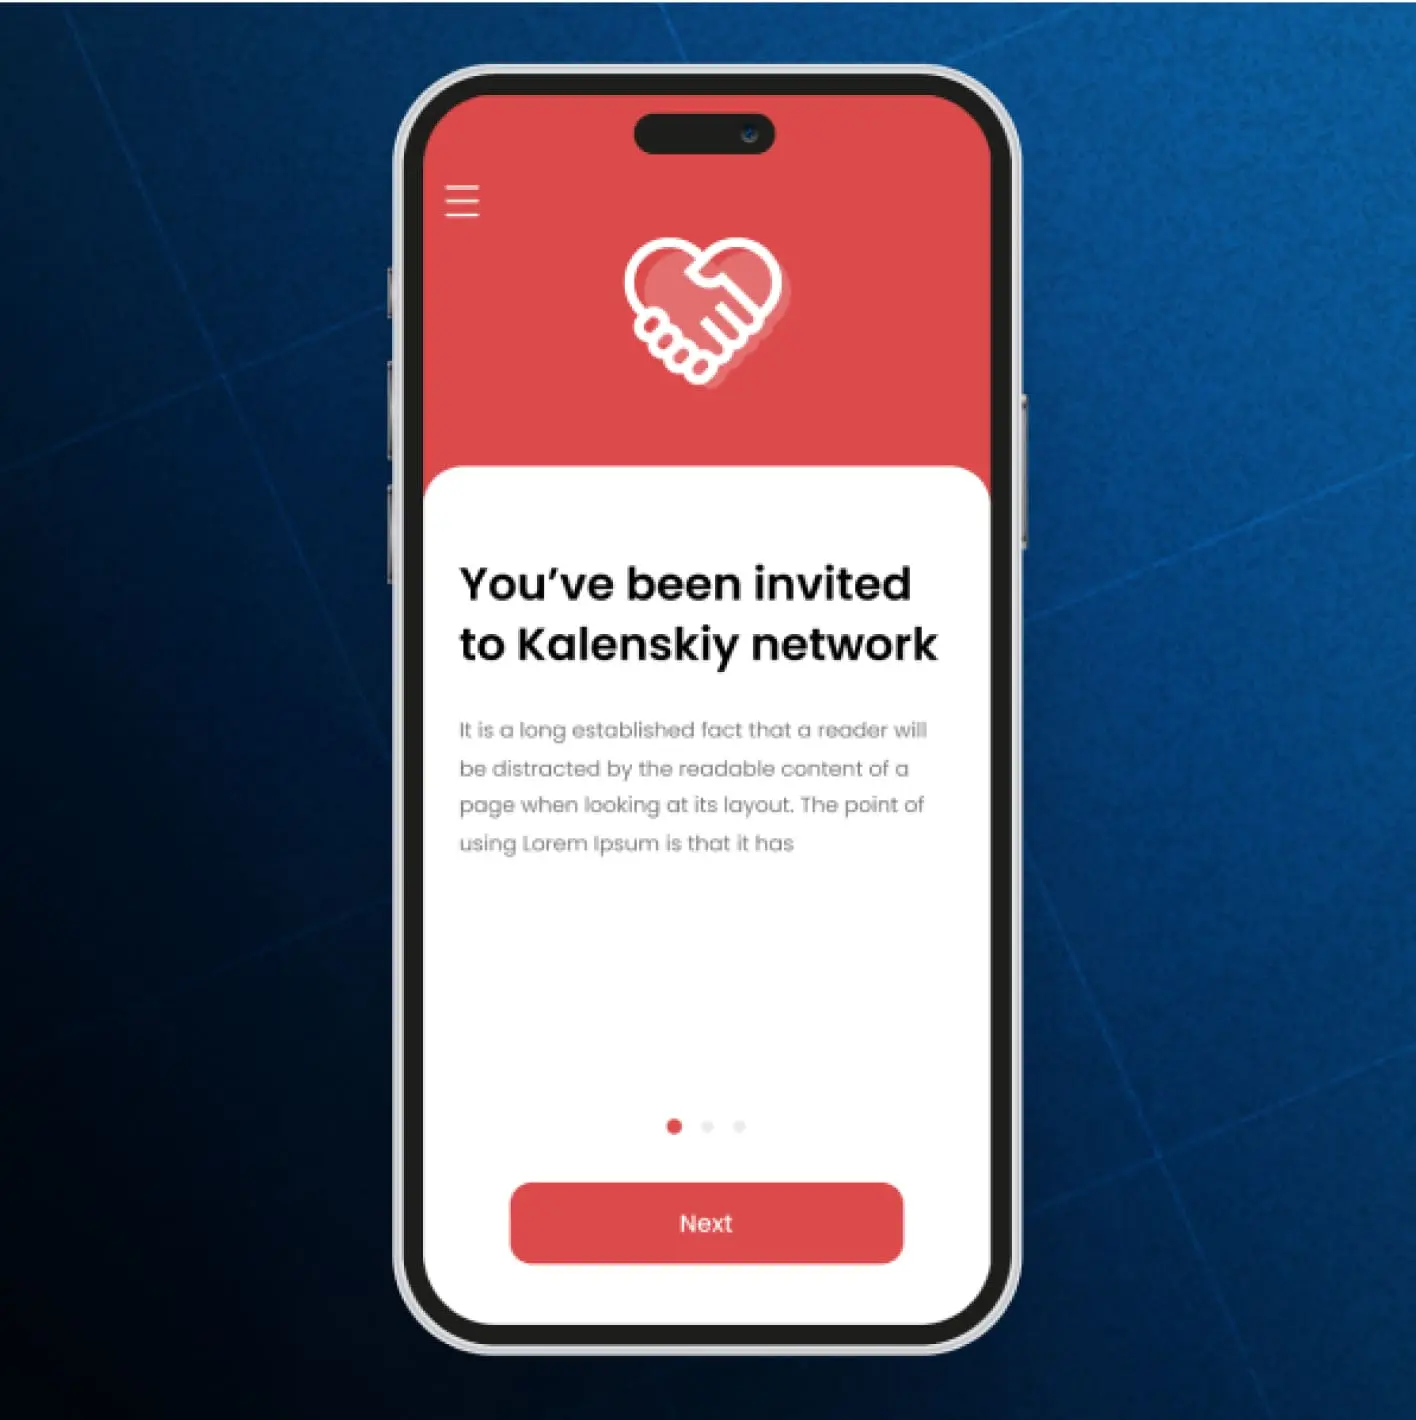 You’ve been invited
to Kalenskiy network
It is a long established fact that a reader will
be distracted by the readable content of a
page when looking at its layout. The point of
using Lorem Ipsum is that it has
Next